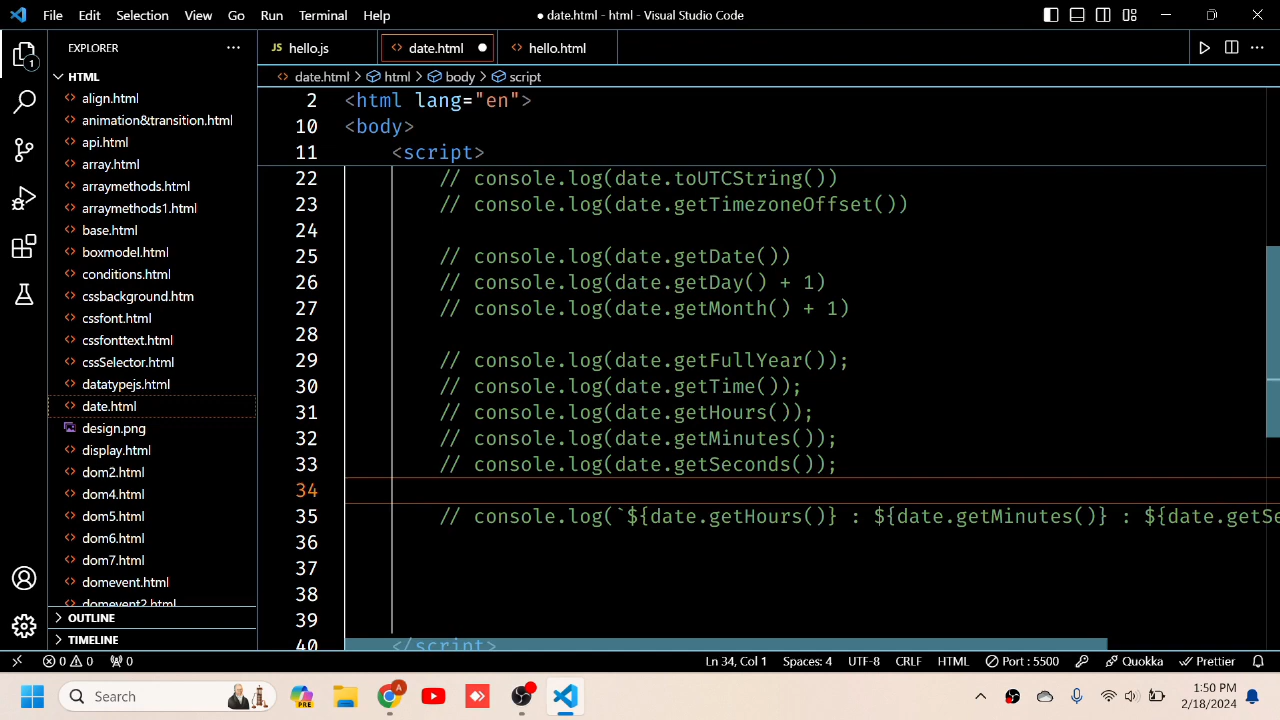 File Edit Selection View Go Run Terminal Help
● date.html - html - Visual Studio Code
EXPLORER ···
JS hello.js
<> date.html ●
<> hello.html
HTML
<> date.html > html > body > script
<> align.html
<> animation&transition.html
<> api.html
<> array.html
<> arraymethods.html
<> arraymethods1.html
<> base.html
<> boxmodel.html
<> conditions.html
<> cssbackground.htm
<> cssfont.html
<> cssfonttext.html
<> cssSelector.html
<> datatypejs.html
<> date.html
design.png
<> display.html
<> dom2.html
<> dom4.html
<> dom5.html
<> dom6.html
<> dom7.html
<> domevent.html
<> domevent2.html
OUTLINE
TIMELINE
1
2 <html lang="en">
10 <body>
11 <script>
22 // console.log(date.toUTCString())
23 // console.log(date.getTimezoneOffset())
24
25 // console.log(date.getDate())
26 // console.log(date.getDay() + 1)
27 // console.log(date.getMonth() + 1)
28
29 // console.log(date.getFullYear());
30 // console.log(date.getTime());
31 // console.log(date.getHours());
32 // console.log(date.getMinutes());
33 // console.log(date.getSeconds());
34
35 // console.log(`${date.getHours()} : ${date.getMinutes()} : ${date.getSe
36
37
38
39
40 </script>
0 0 0 Ln 34, Col 1 Spaces: 4 UTF-8 CRLF HTML Port : 5500 Quokka Prettier
Search PRE A
1:50 PM
2/18/2024